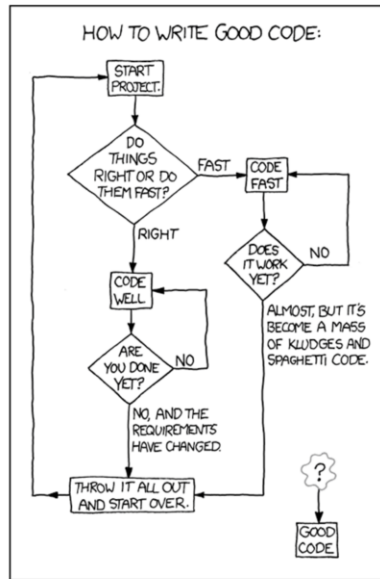 HOW TO WRITE GOOD CODE:
START
PROJECT.
DO
THINGS
RIGHT OR DO
THEM FAST?
FAST
CODE
FAST
RIGHT
DOES
IT WORK
YET?
NO
CODE
WELL
ARE
YOU DONE
YET?
NO
ALMOST, BUT IT'S
BECOME A MASS
OF KLUDGES AND
SPAGHETTI CODE.
NO, AND THE
REQUIREMENTS
HAVE CHANGED.
THROW IT ALL OUT
AND START OVER.
?
GOOD
CODE